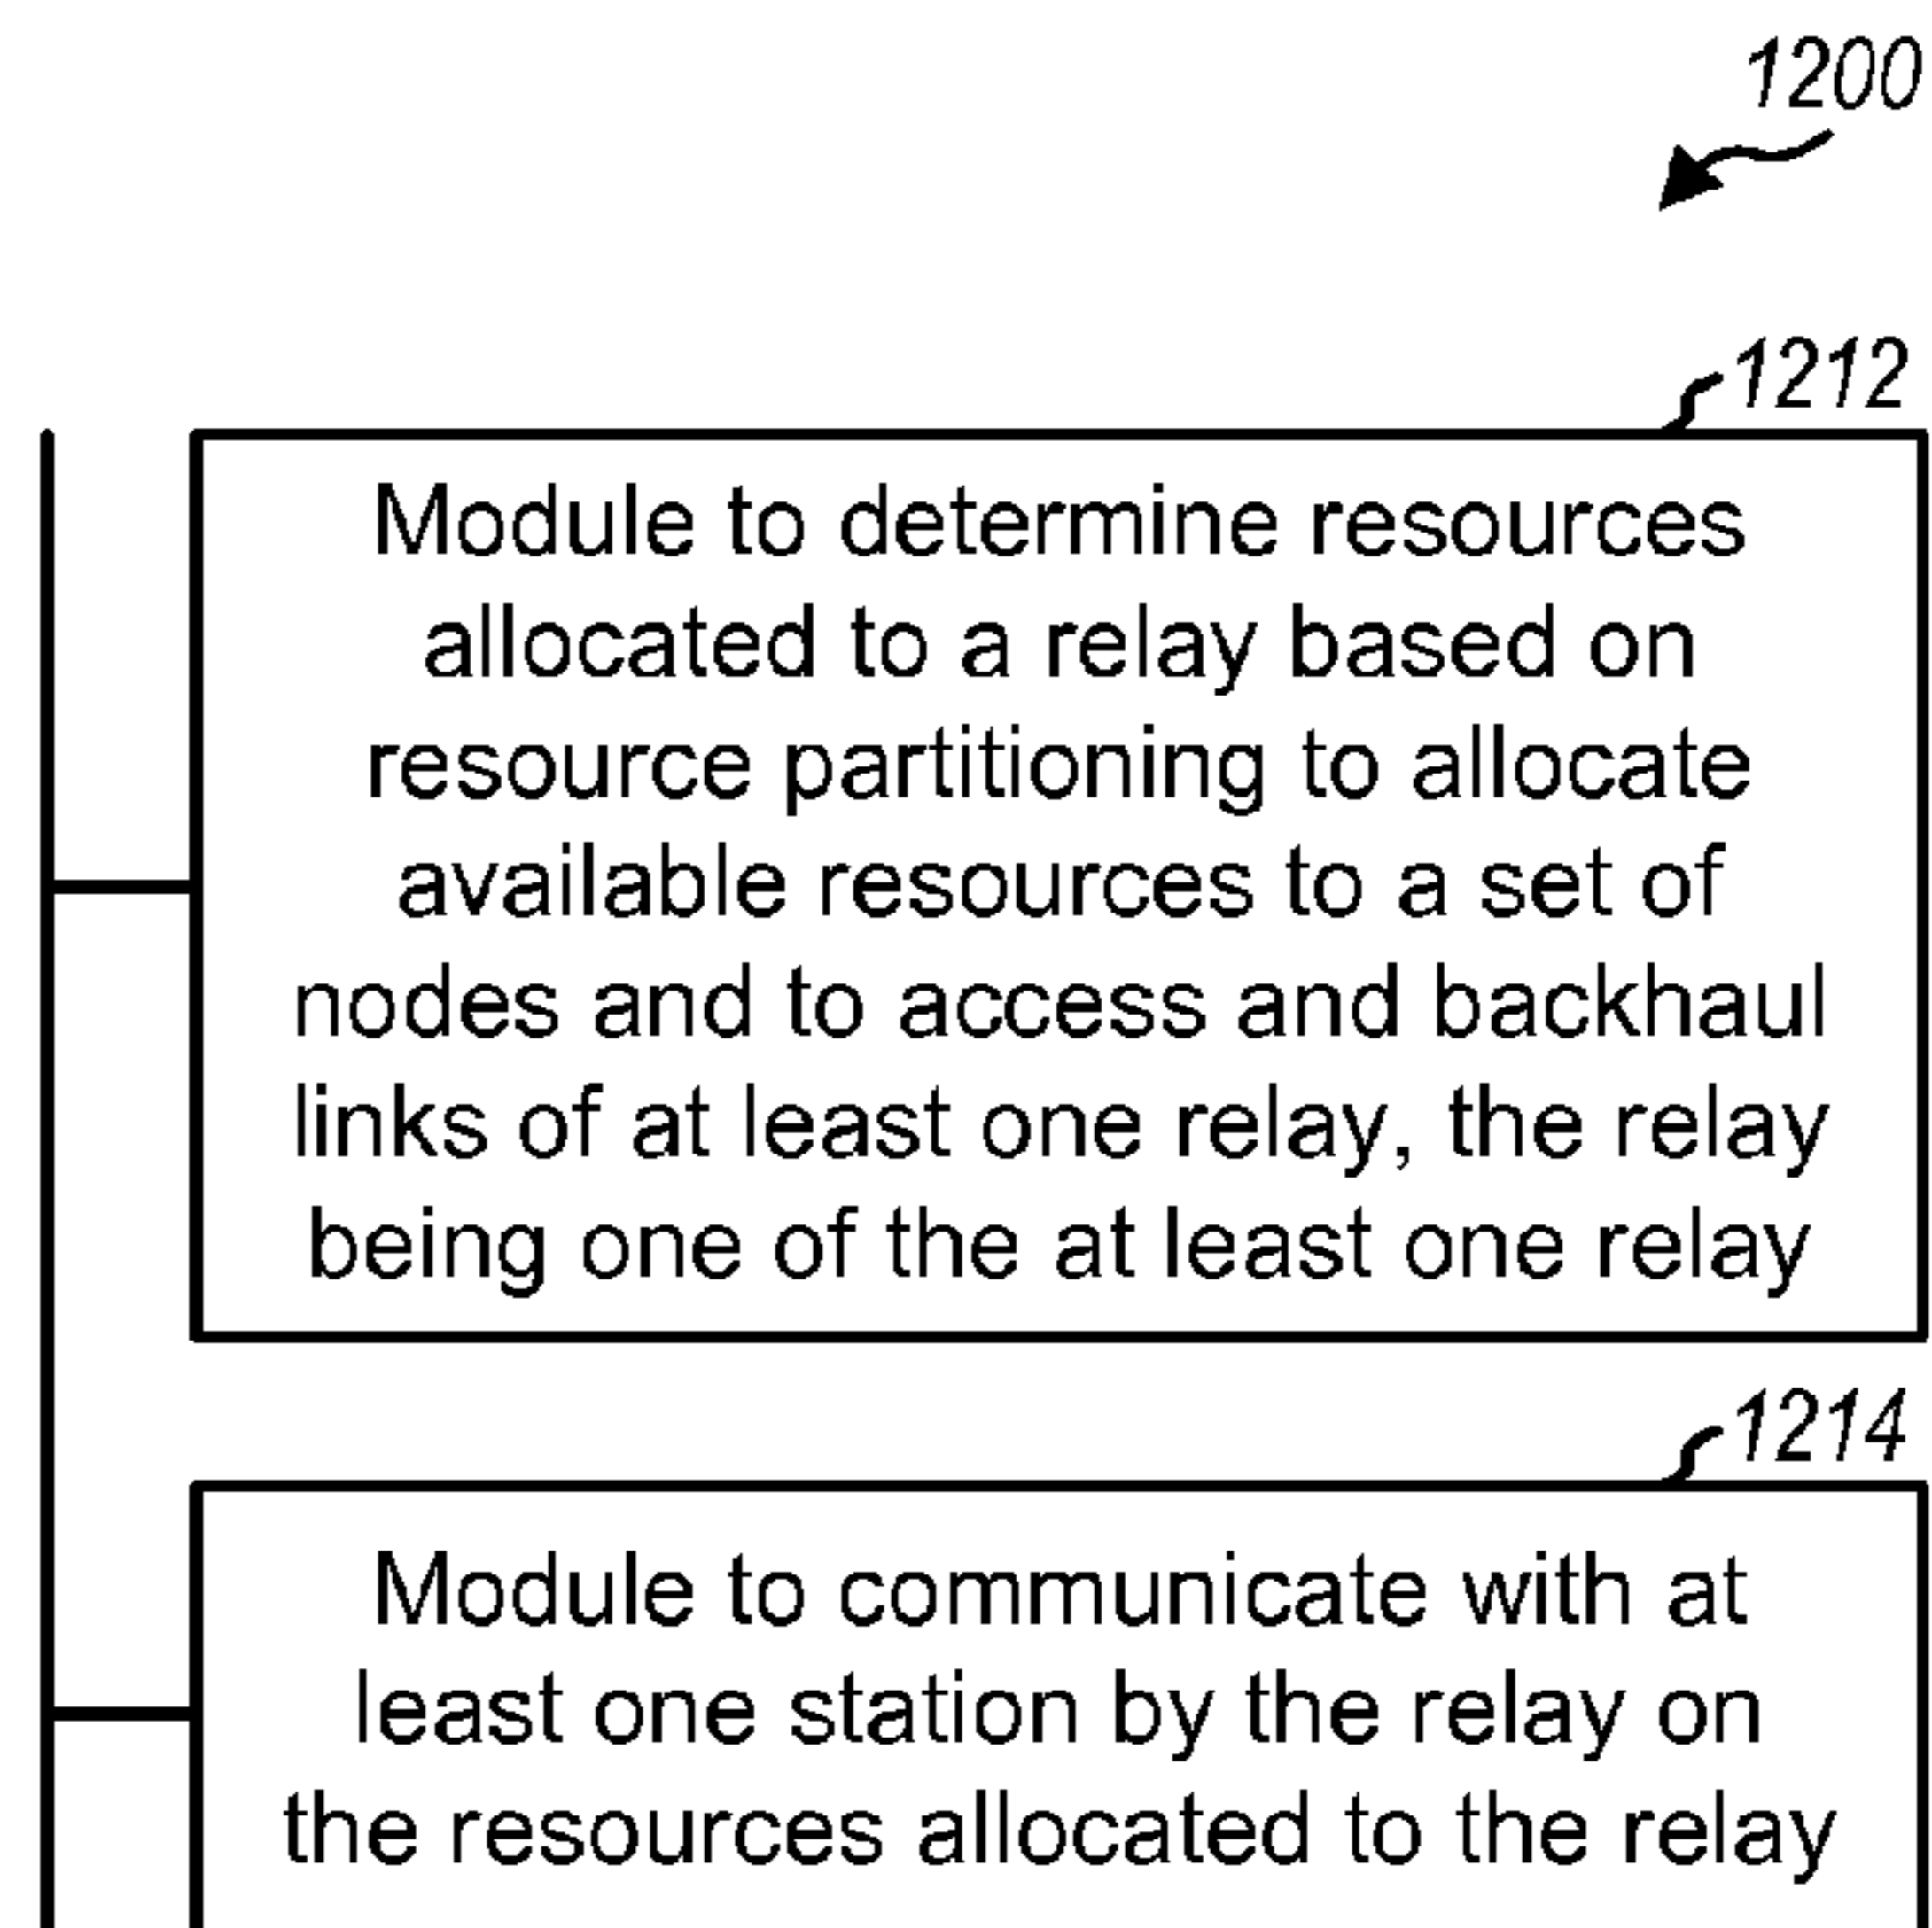 1200
1212
Module to determine resources
allocated to a relay based on
resource partitioning to allocate
available resources to a set of
nodes and to access and backhaul
links of at least one relay, the relay
being one of the at least one relay
1214
Module to communicate with at
least one station by the relay on
the resources allocated to the relay